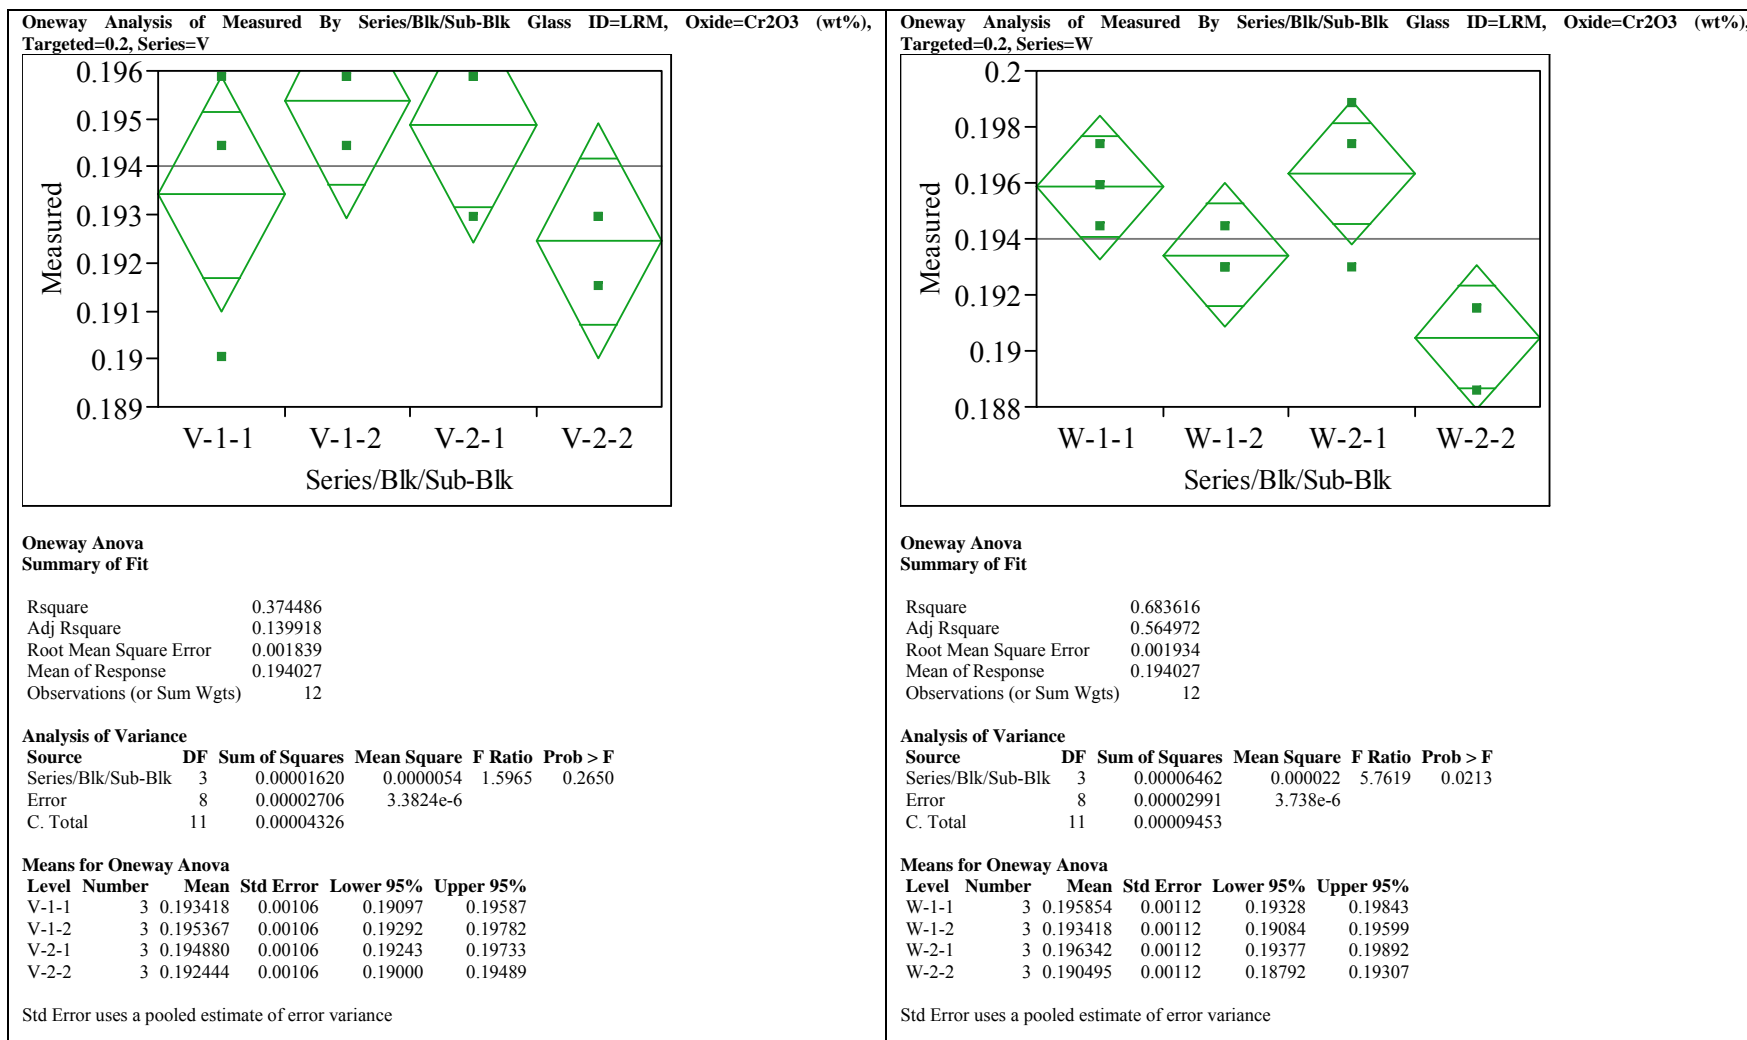 Oneway Analysis of Measured By Series/Blk/Sub-Blk Glass ID=LRM, Oxide=Cr2O3 (wt%),
Targeted=0.2, Series=V
0.196
0.195
0.194
0.193
0.192
0.191
0.19
0.189
Measured
V-1-1 V-1-2 V-2-1 V-2-2
Series/Blk/Sub-Blk
Oneway Anova
Summary of Fit
Rsquare 0.374486
Adj Rsquare 0.139918
Root Mean Square Error 0.001839
Mean of Response 0.194027
Observations (or Sum Wgts) 12
Analysis of Variance
Source DF Sum of Squares Mean Square F Ratio Prob > F
Series/Blk/Sub-Blk 3 0.00001620 0.0000054 1.5965 0.2650
Error 8 0.00002706 3.3824e-6
C. Total 11 0.00004326
Means for Oneway Anova
Level Number Mean Std Error Lower 95% Upper 95%
V-1-1 3 0.193418 0.00106 0.19097 0.19587
V-1-2 3 0.195367 0.00106 0.19292 0.19782
V-2-1 3 0.194880 0.00106 0.19243 0.19733
V-2-2 3 0.192444 0.00106 0.19000 0.19489
Std Error uses a pooled estimate of error variance
Oneway Analysis of Measured By Series/Blk/Sub-Blk Glass ID=LRM, Oxide=Cr2O3 (wt%),
Targeted=0.2, Series=W
0.2
0.198
0.196
0.194
0.192
0.19
0.188
Measured
W-1-1 W-1-2 W-2-1 W-2-2
Series/Blk/Sub-Blk
Oneway Anova
Summary of Fit
Rsquare 0.683616
Adj Rsquare 0.564972
Root Mean Square Error 0.001934
Mean of Response 0.194027
Observations (or Sum Wgts) 12
Analysis of Variance
Source DF Sum of Squares Mean Square F Ratio Prob > F
Series/Blk/Sub-Blk 3 0.00006462 0.000022 5.7619 0.0213
Error 8 0.00002991 3.738e-6
C. Total 11 0.00009453
Means for Oneway Anova
Level Number Mean Std Error Lower 95% Upper 95%
W-1-1 3 0.195854 0.00112 0.19328 0.19843
W-1-2 3 0.193418 0.00112 0.19084 0.19599
W-2-1 3 0.196342 0.00112 0.19377 0.19892
W-2-2 3 0.190495 0.00112 0.18792 0.19307
Std Error uses a pooled estimate of error variance